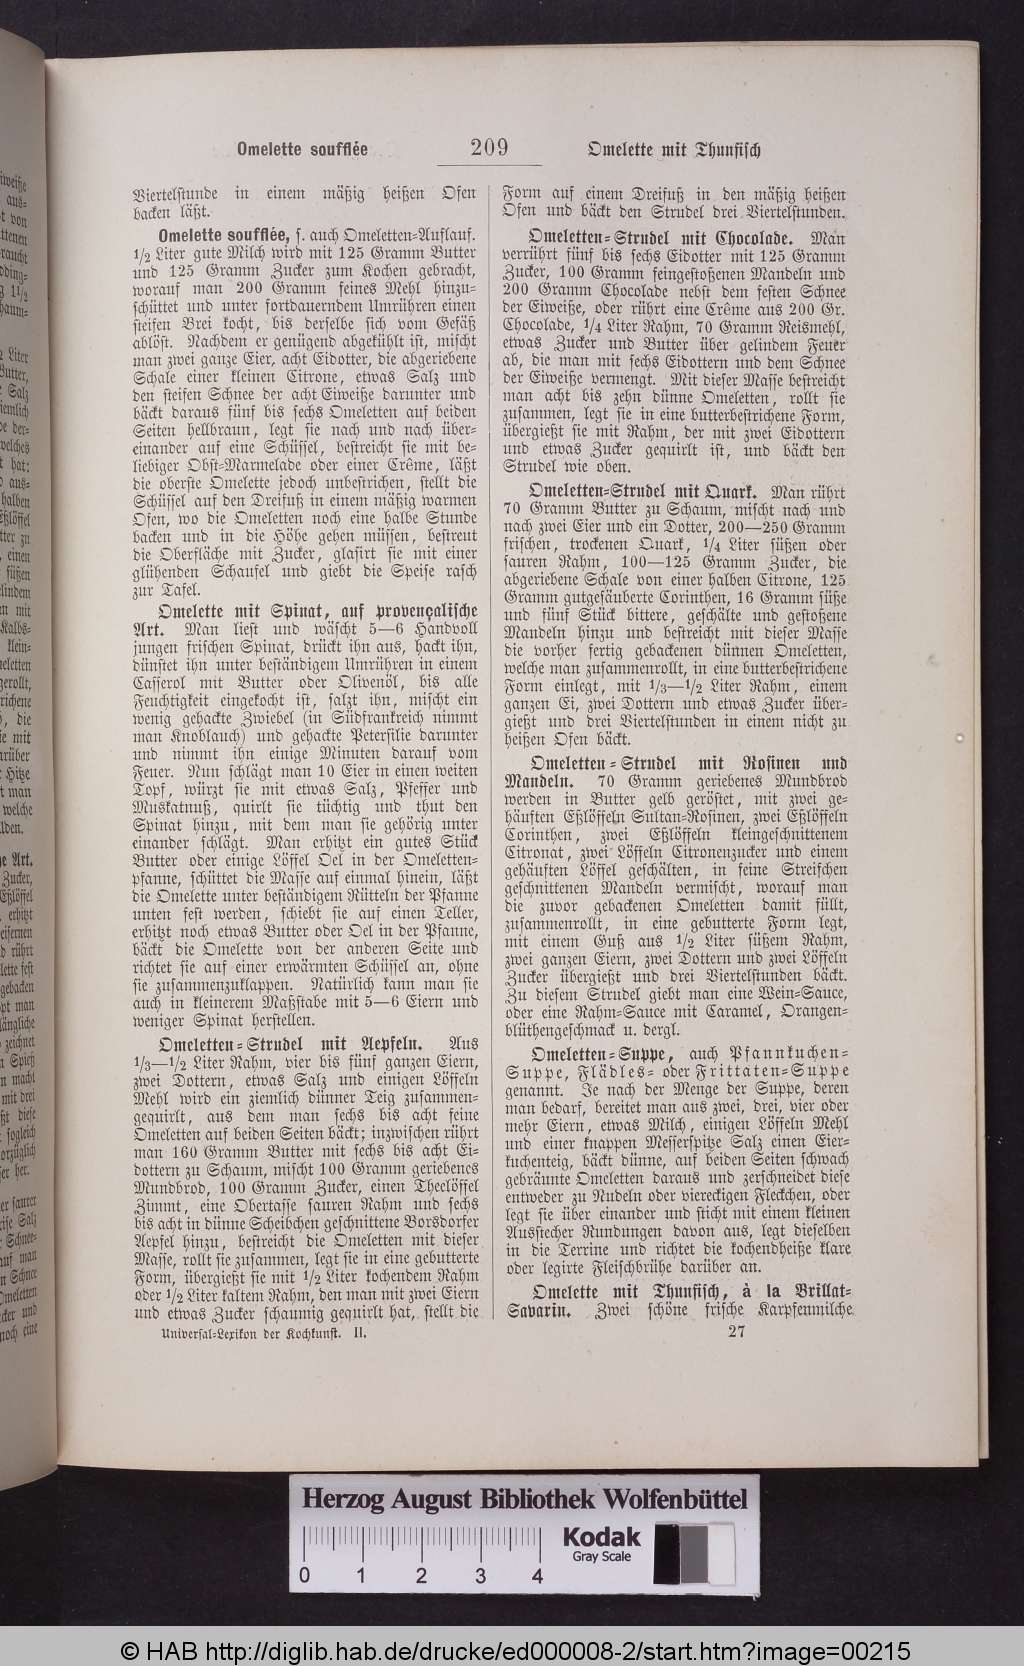 Omelette soufflée
209
Omelette mit Thunfisch
Viertelstunde in einem mäßig heißen Ofen
backen läßt.
Omelette soufflée, s. auch Omeletten-Auflauf.
1/2 Liter gute Milch wird mit 125 Gramm Butter
und 125 Gramm Zucker zum Kochen gebracht,
worauf man 200 Gramm feines Mehl hinzu-
schüttet und unter fortdauerndem Umrühren einen
steifen Brei kocht, bis derselbe sich vom Gefäß
ablöst. Nachdem er genügend abgekühlt ist, mischt
man zwei ganze Eier, acht Eidotter, die abgeriebene
Schale einer kleinen Citrone, etwas Salz und
den steifen Schnee der acht Eiweiße darunter und
bäckt daraus fünf bis sechs Omeletten auf beiden
Seiten hellbraun, legt sie nach und nach über-
einander auf eine Schüssel, bestreicht sie mit be-
liebiger Obst-Marmelade oder einer Crême, läßt
die oberste Omelette jedoch unbestrichen, stellt die
Schüssel auf den Dreifuß in einem mäßig warmen
Ofen, wo die Omeletten noch eine halbe Stunde
backen und in die Höhe gehen müssen, bestreut
die Oberfläche mit Zucker, glasirt sie mit einer
glühenden Schaufel und giebt die Speise rasch
zur Tafel.
Omelette mit Spinat, auf provençalische
Art. Man liest und wäscht 5—6 Handvoll
jungen frischen Spinat, drückt ihn aus, hackt ihn,
dünstet ihn unter beständigem Umrühren in einem
Casserol mit Butter oder Olivenöl, bis alle
Feuchtigkeit eingekocht ist, salzt ihn, mischt ein
wenig gehackte Zwiebel (in Südfrankreich nimmt
man Knoblauch) und gehackte Petersilie darunter
und nimmt ihn einige Minuten darauf vom
Feuer. Nun schlägt man 10 Eier in einen weiten
Topf, würzt sie mit etwas Salz, Pfeffer und
Muskatnuß, quirlt sie tüchtig und thut den
Spinat hinzu, mit dem man sie gehörig unter
einander schlägt. Man erhitzt ein gutes Stück
Butter oder einige Löffel Oel in der Omeletten-
pfanne, schüttet die Masse auf einmal hinein, läßt
die Omelette unter beständigem Rütteln der Pfanne
unten fest werden, schiebt sie auf einen Teller,
erhitzt noch etwas Butter oder Oel in der Pfanne,
bäckt die Omelette von der anderen Seite und
richtet sie auf einer erwärmten Schüssel an, ohne
sie zusammenzuklappen. Natürlich kann man sie
auch in kleinerem Maßstabe mit 5—6 Eiern und
weniger Spinat herstellen.
Omeletten-Strudel mit Aepfeln. Aus
1/3—1/2 Liter Rahm, vier bis fünf ganzen Eiern,
zwei Dottern, etwas Salz und einigen Löffeln
Mehl wird ein ziemlich dünner Teig zusammen-
gequirlt, aus dem man sechs bis acht feine
Omeletten auf beiden Seiten bäckt; inzwischen rührt
man 160 Gramm Butter mit sechs bis acht Ei-
dottern zu Schaum, mischt 100 Gramm geriebenes
Mundbrod, 100 Gramm Zucker, einen Theelöffel
Zimmt, eine Obertasse sauren Rahm und sechs
bis acht in dünne Scheibchen geschnittene Borsdorfer
Aepfel hinzu, bestreicht die Omeletten mit dieser
Masse, rollt sie zusammen, legt sie in eine gebutterte
Form, übergießt sie mit 1/2 Liter kochendem Rahm
oder 1/2 Liter kaltem Rahm, den man mit zwei Eiern
und etwas Zucker schaumig gequirlt hat, stellt die
Universal-Lexikon der Kochkunst. II.
Form auf einem Dreifuß in den mäßig heißen
Ofen und bäckt den Strudel drei Viertelstunden.
Omeletten-Strudel mit Chocolade. Man
verrührt fünf bis sechs Eidotter mit 125 Gramm
Zucker, 100 Gramm feingestoßenen Mandeln und
200 Gramm Chocolade nebst dem festen Schnee
der Eiweiße, oder rührt eine Crême aus 200 Gr.
Chocolade, 1/4 Liter Rahm, 70 Gramm Reismehl,
etwas Zucker und Butter über gelindem Feuer
ab, die man mit sechs Eidottern und dem Schnee
der Eiweiße vermengt. Mit dieser Masse bestreicht
man acht bis zehn dünne Omeletten, rollt sie
zusammen, legt sie in eine butterbestrichene Form,
übergießt sie mit Rahm, der mit zwei Eidottern
und etwas Zucker gequirlt ist, und bäckt den
Strudel wie oben.
Omeletten-Strudel mit Quark. Man rührt
70 Gramm Butter zu Schaum, mischt nach und
nach zwei Eier und ein Dotter, 200—250 Gramm
frischen, trockenen Quark, 1/4 Liter süßen oder
sauren Rahm, 100—125 Gramm Zucker, die
abgeriebene Schale von einer halben Citrone, 125
Gramm gutgesäuberte Corinthen, 16 Gramm süße
und fünf Stück bittere, geschälte und gestoßene
Mandeln hinzu und bestreicht mit dieser Masse
die vorher fertig gebackenen dünnen Omeletten,
welche man zusammenrollt, in eine butterbestrichene
Form einlegt, mit 1/3—1/2 Liter Rahm, einem
ganzen Ei, zwei Dottern und etwas Zucker über-
gießt und drei Viertelstunden in einem nicht zu
heißen Ofen bäckt.
Omeletten-Strudel mit Rosinen und
Mandeln. 70 Gramm geriebenes Mundbrod
werden in Butter gelb geröstet, mit zwei ge-
häuften Eßlöffeln Sultan-Rosinen, zwei Eßlöffeln
Corinthen, zwei Eßlöffeln kleingeschnittenem
Citronat, zwei Löffeln Citronenzucker und einem
gehäuften Löffel geschälten, in feine Streifchen
geschnittenen Mandeln vermischt, worauf man
die zuvor gebackenen Omeletten damit füllt,
zusammenrollt, in eine gebutterte Form legt,
mit einem Guß aus 1/2 Liter süßem Rahm,
zwei ganzen Eiern, zwei Dottern und zwei Löffeln
Zucker übergießt und drei Viertelstunden bäckt.
Zu diesem Strudel giebt man eine Wein-Sauce,
oder eine Rahm-Sauce mit Caramel, Orangen-
blüthengeschmack u. dergl.
Omeletten-Suppe, auch Pfannkuchen-
Suppe, Flädles- oder Frittaten-Suppe
genannt. Je nach der Menge der Suppe, deren
man bedarf, bereitet man aus zwei, drei, vier oder
mehr Eiern, etwas Milch, einigen Löffeln Mehl
und einer knappen Messerspitze Salz einen Eier-
kuchenteig, bäckt dünne, auf beiden Seiten schwach
gebräunte Omeletten daraus und zerschneidet diese
entweder zu Nudeln oder viereckigen Fleckchen, oder
legt sie über einander und sticht mit einem kleinen
Ausstecher Rundungen davon aus, legt dieselben
in die Terrine und richtet die kochendheiße klare
oder legirte Fleischbrühe darüber an.
Omelette mit Thunfisch, à la Brillat-
Savarin. Zwei schöne frische Karpfenmilche
27
Herzog August Bibliothek Wolfenbüttel
Kodak
Gray Scale
0 1 2 3 4
© HAB http://diglib.hab.de/drucke/ed000008-2/start.htm?image=00215